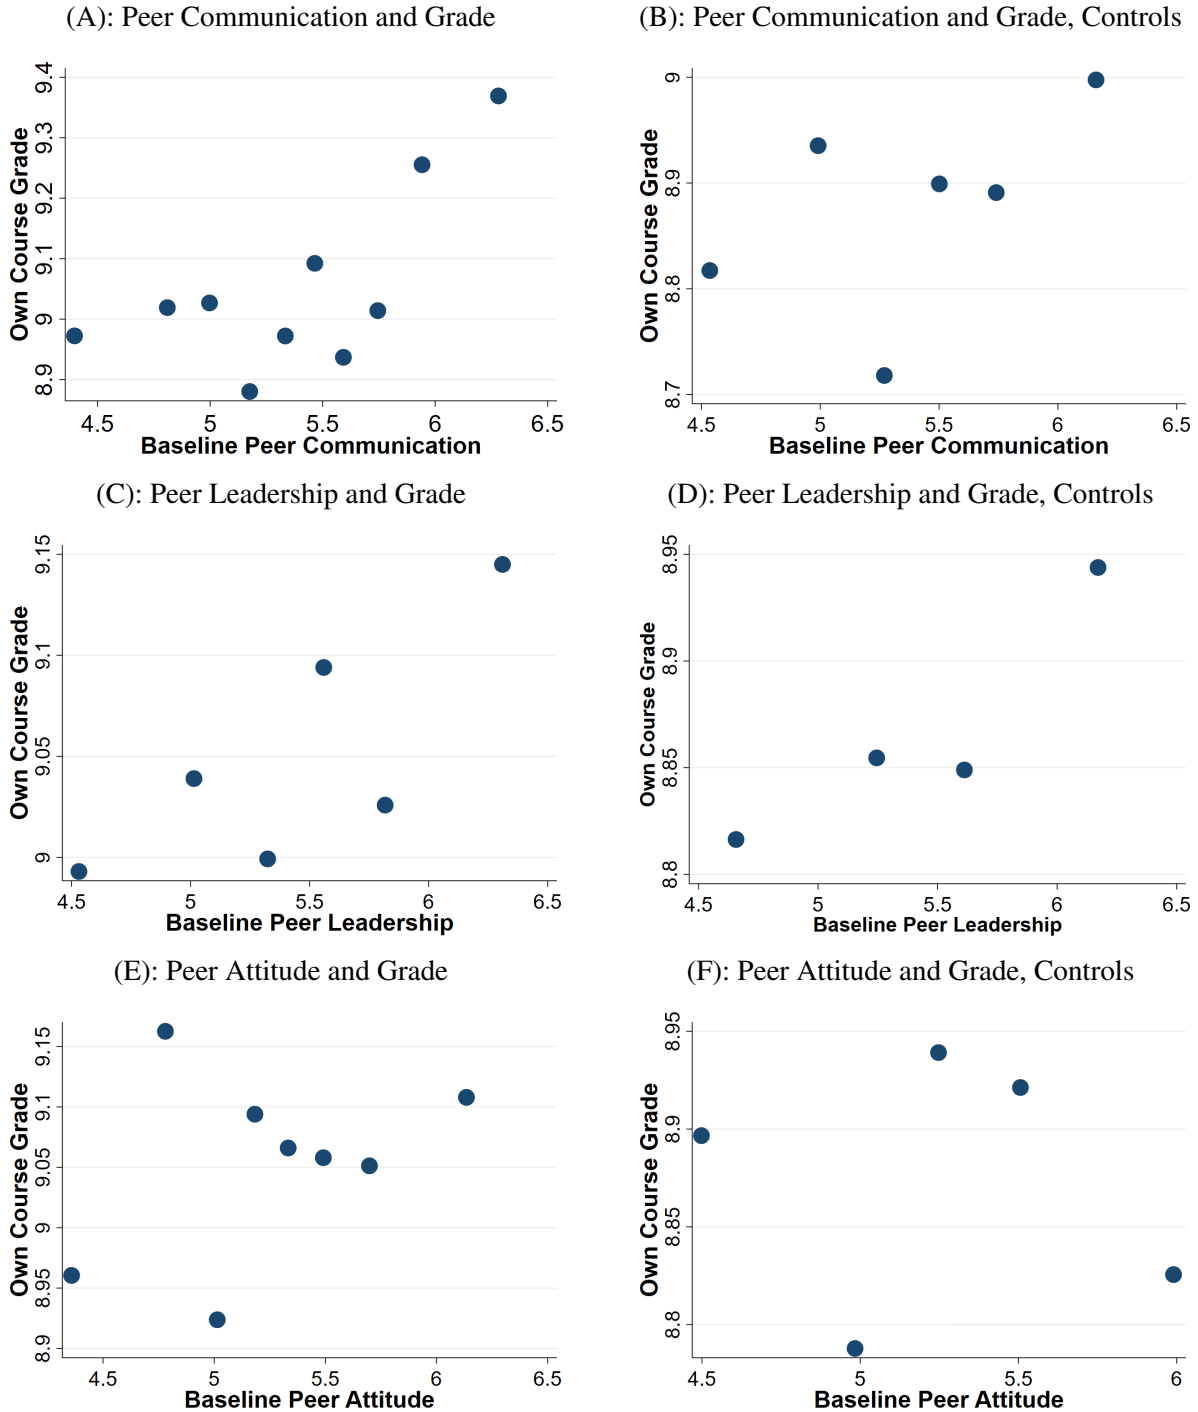 (A): Peer Communication and Grade
Own Course Grade
9.4
9.3
9.2
9.1
9
8.9
4.5 5 5.5 6 6.5
Baseline Peer Communication
(B): Peer Communication and Grade, Controls
Own Course Grade
9
8.9
8.8
8.7
4.5 5 5.5 6 6.5
Baseline Peer Communication
(C): Peer Leadership and Grade
Own Course Grade
9.15
9.1
9.05
9
4.5 5 5.5 6 6.5
Baseline Peer Leadership
(D): Peer Leadership and Grade, Controls
Own Course Grade
8.95
8.9
8.85
8.8
4.5 5 5.5 6 6.5
Baseline Peer Leadership
(E): Peer Attitude and Grade
Own Course Grade
9.15
9.1
9.05
9
8.95
8.9
4.5 5 5.5 6 6.5
Baseline Peer Attitude
(F): Peer Attitude and Grade, Controls
Own Course Grade
8.95
8.9
8.85
8.8
4.5 5 5.5 6
Baseline Peer Attitude